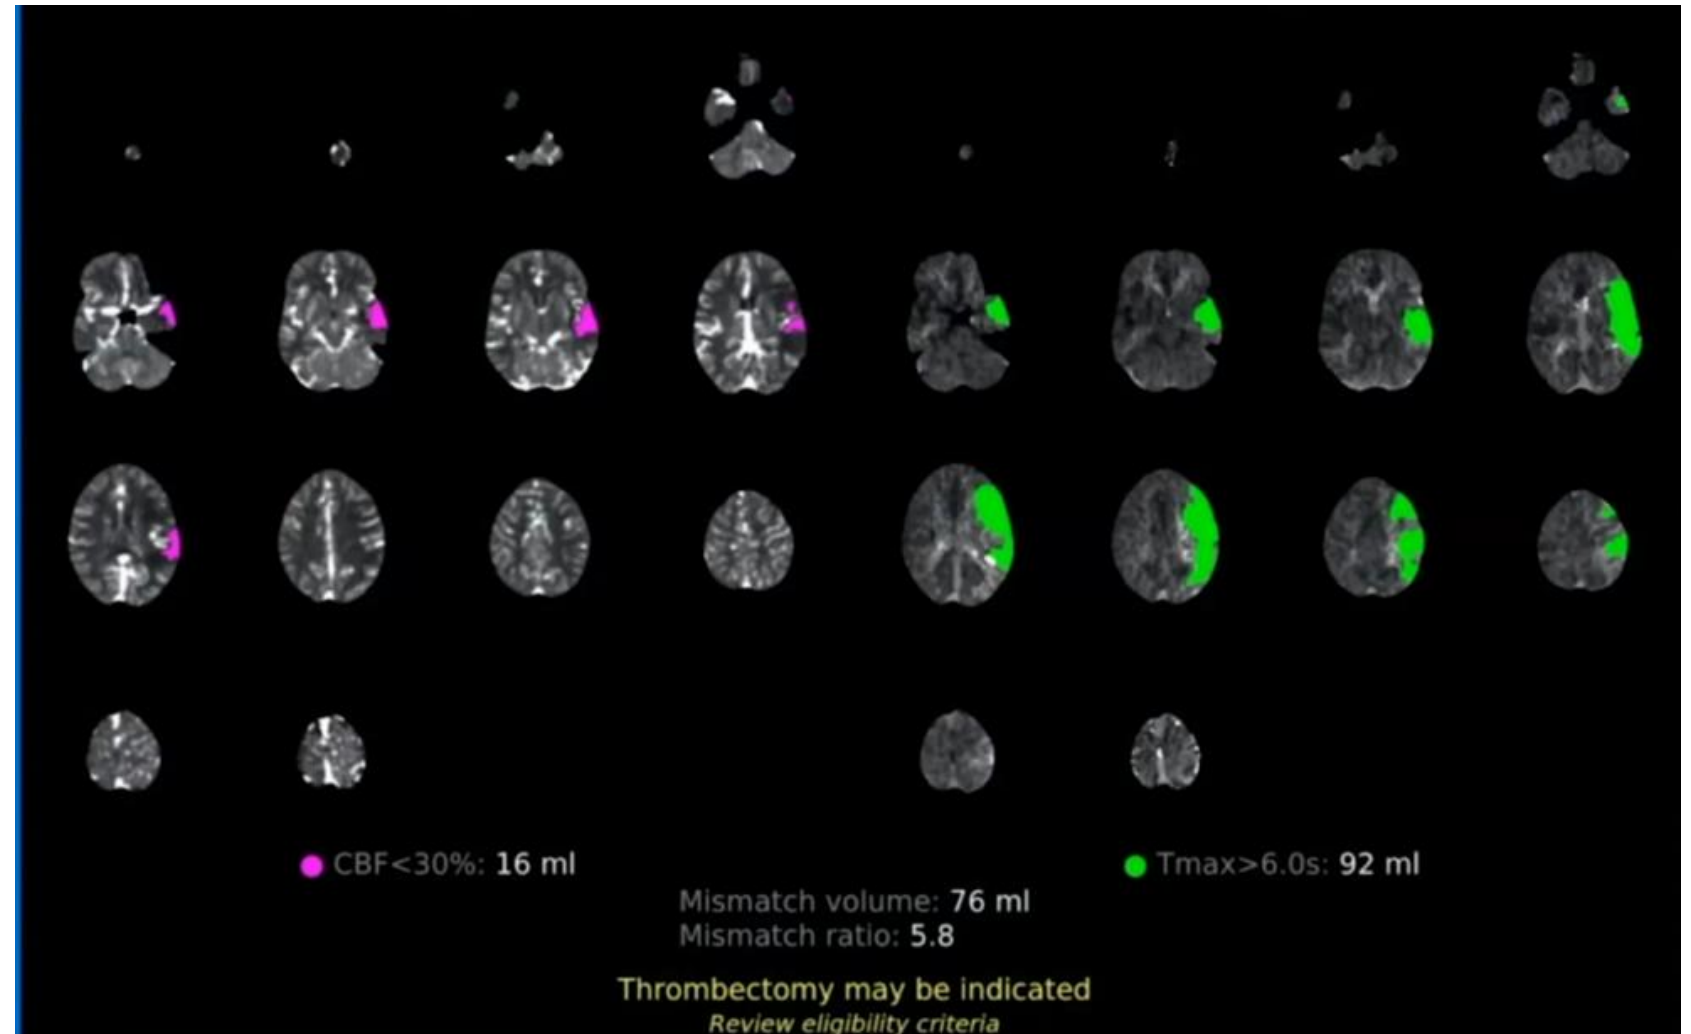 CBF<30%: 16 ml
Tmax>6.0s: 92 ml
Mismatch volume: 76 ml
Mismatch ratio: 5.8
Thrombectomy may be indicated
Review eligibility criteria